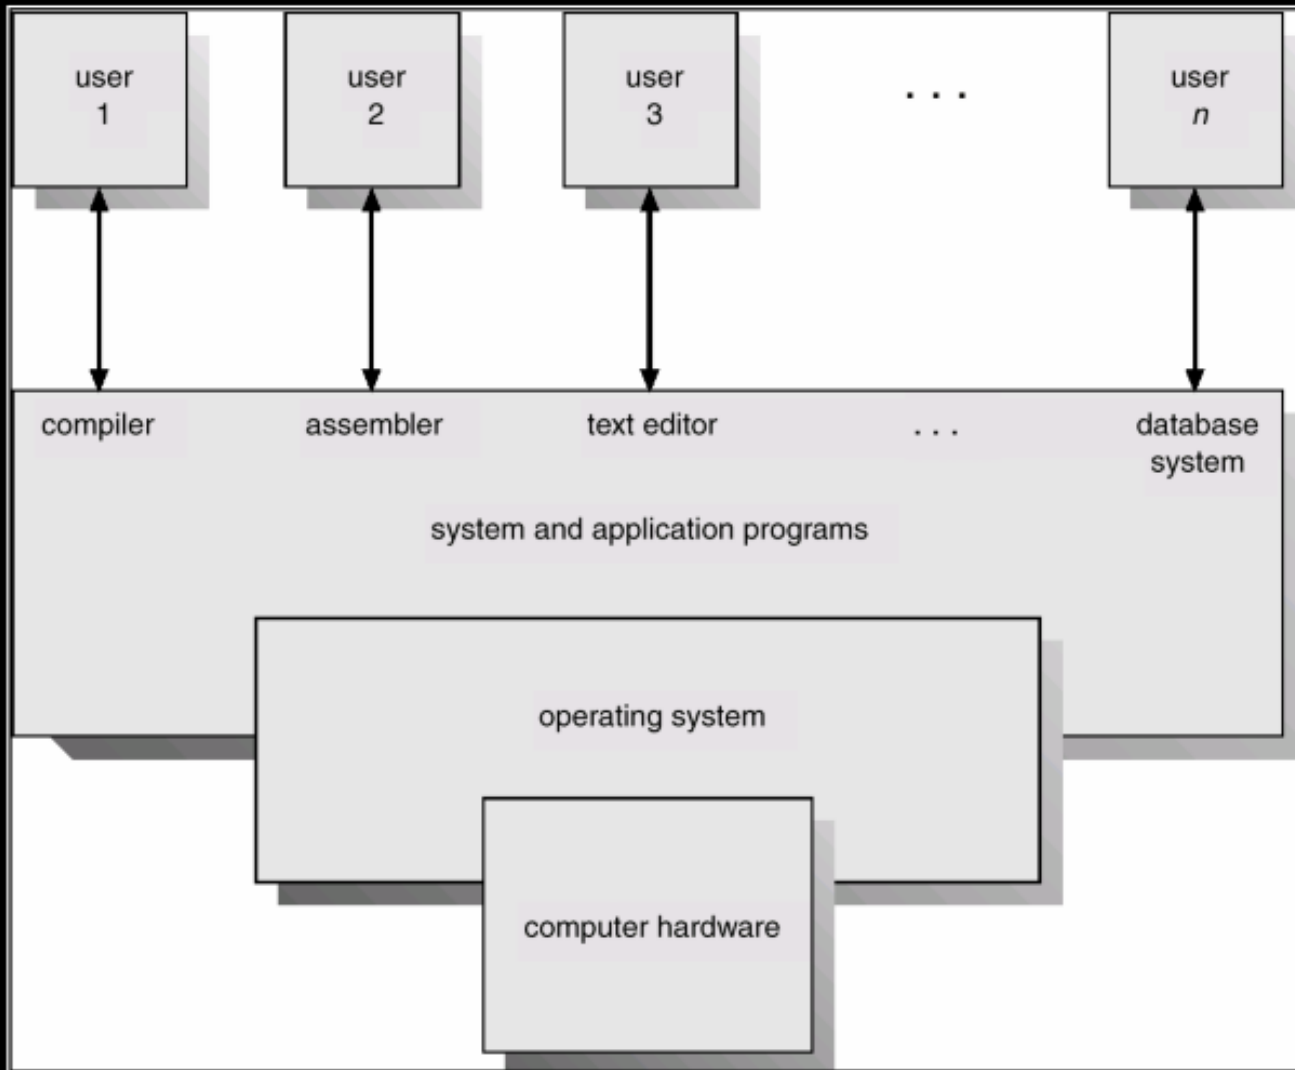 user
1
user
2
user
3
. . .
user
n
compiler
assembler
text editor
. . .
database
system
system and application programs
operating system
computer hardware